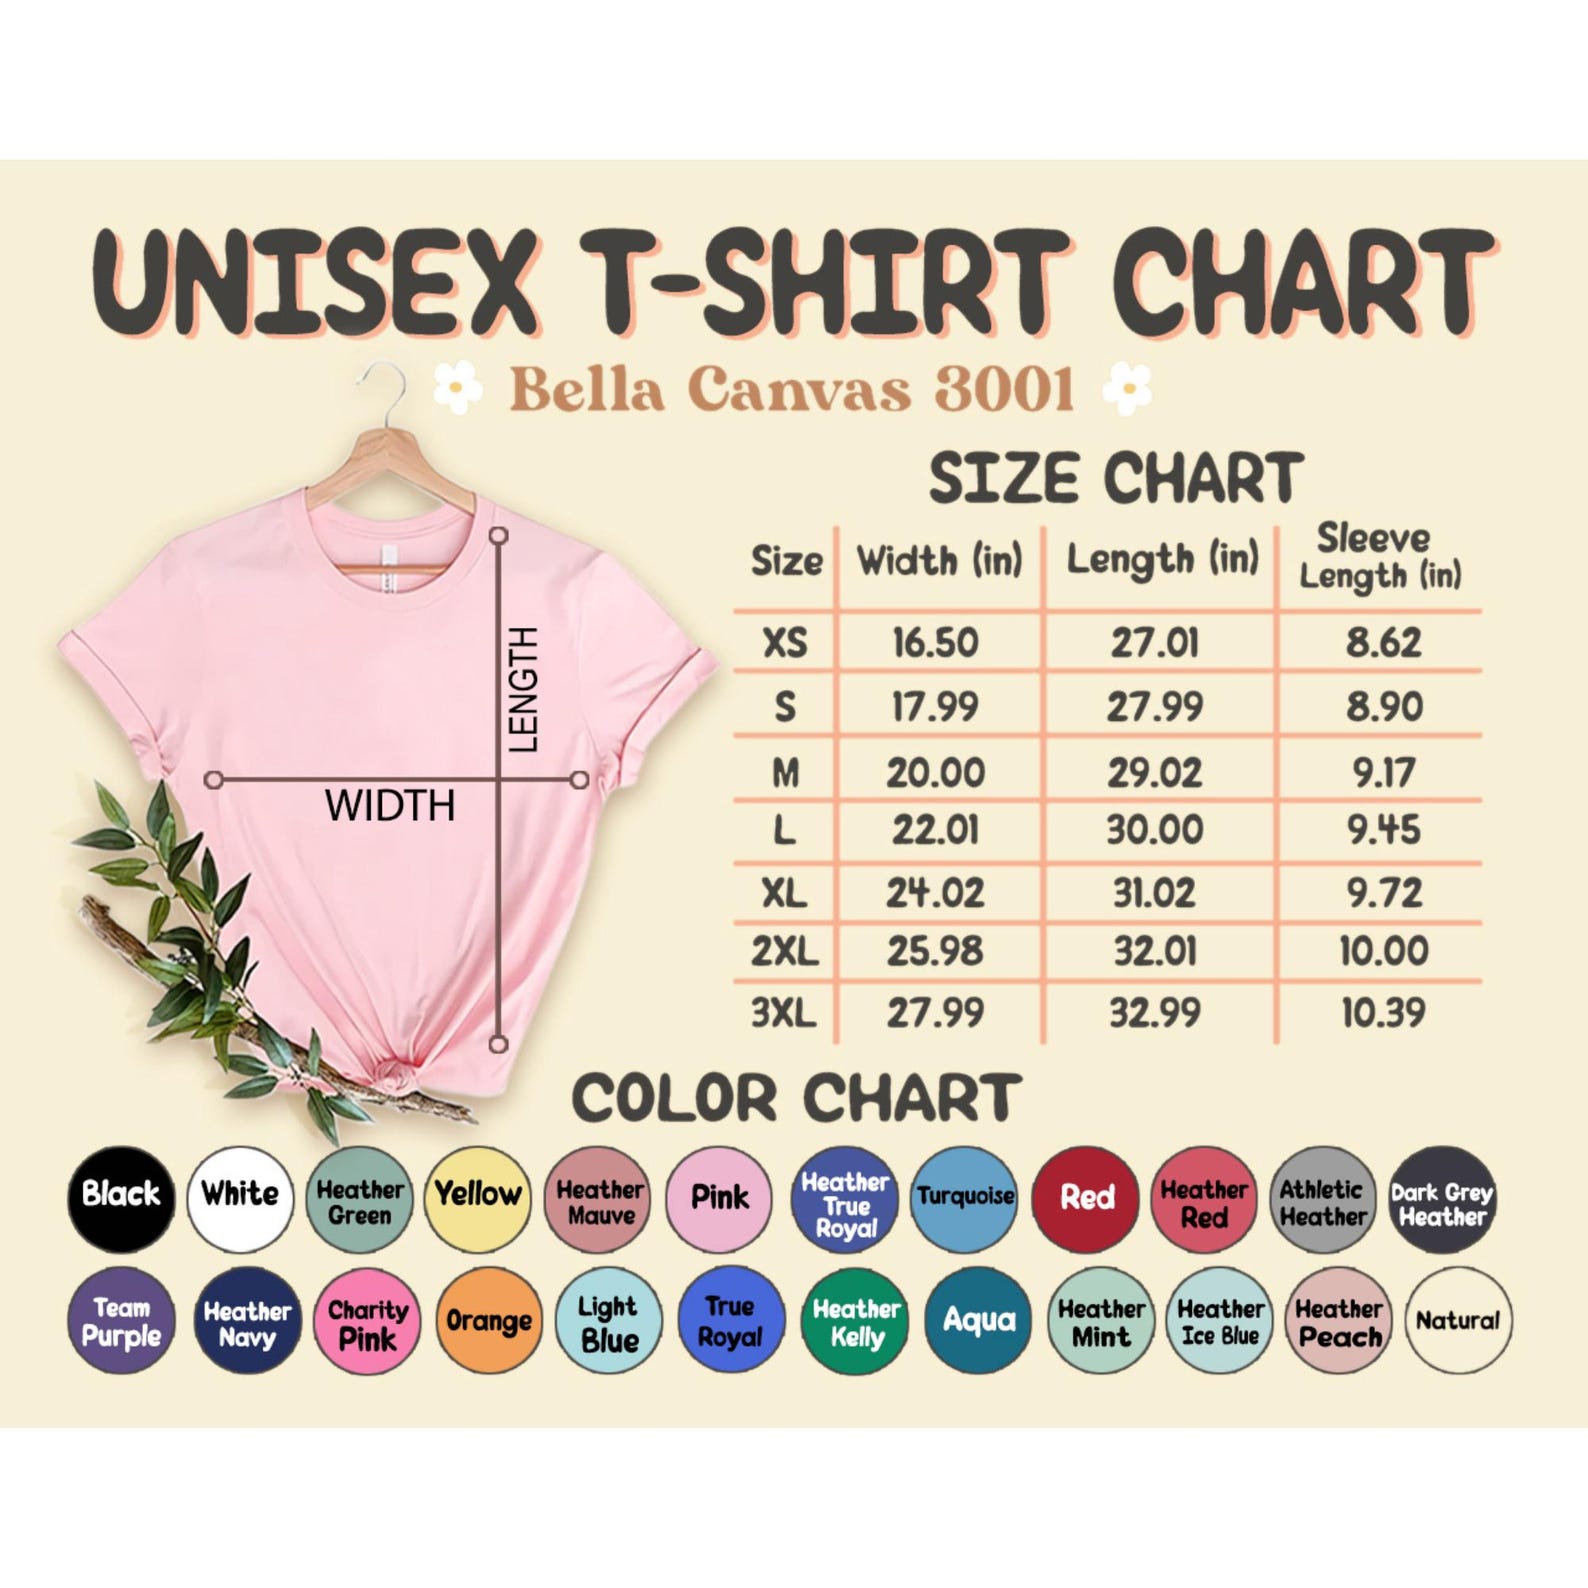 UNISEX T-SHIRT CHART
Bella Canvas 3001
SIZE CHART
Size Width (in) Length (in) Sleeve Length (in)
XS 16.50 27.01 8.62
S 17.99 27.99 8.90
M 20.00 29.02 9.17
L 22.01 30.00 9.45
XL 24.02 31.02 9.72
2XL 25.98 32.01 10.00
3XL 27.99 32.99 10.39
LENGTH
WIDTH
COLOR CHART
Black
White
Heather
Green
Yellow
Heather
Mauve
Pink
Heather
True
Royal
Turquoise
Red
Heather
Red
Athletic
Heather
Dark Grey
Heather
Team
Purple
Heather
Navy
Charity
Pink
Orange
Light
Blue
True
Royal
Heather
Kelly
Aqua
Heather
Mint
Heather
Ice Blue
Heather
Peach
Natural